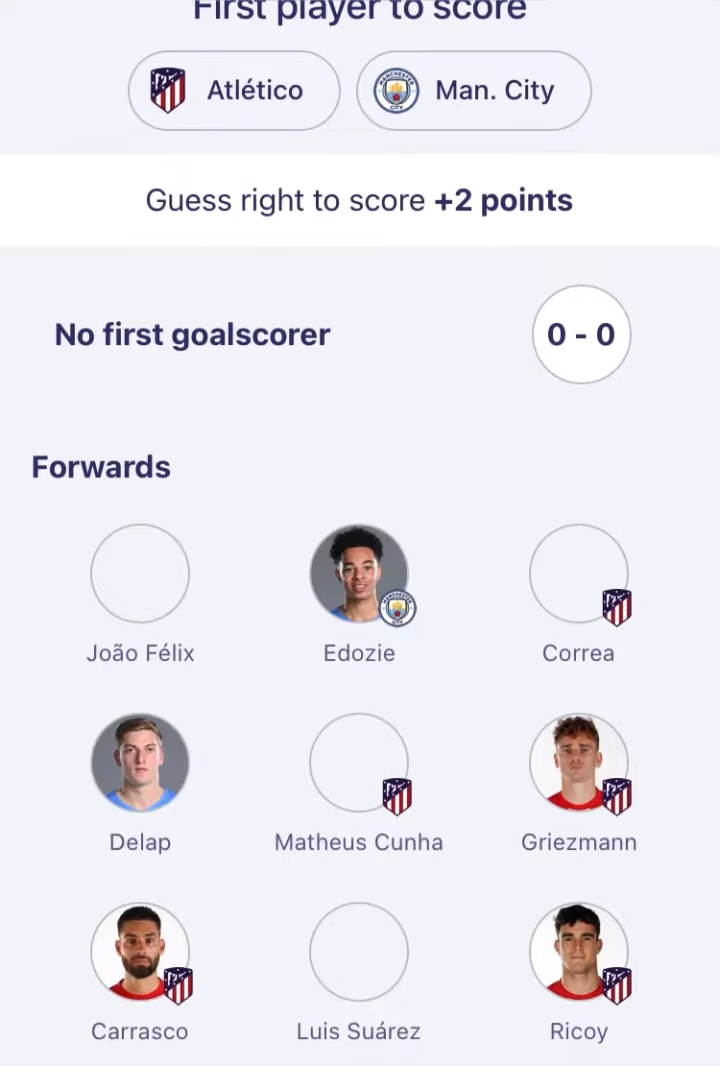 First player to score
Atlético
Man. City
Guess right to score +2 points
No first goalscorer
0 - 0
Forwards
João Félix
Edozie
Correa
Delap
Matheus Cunha
Griezmann
Carrasco
Luis Suárez
Ricoy